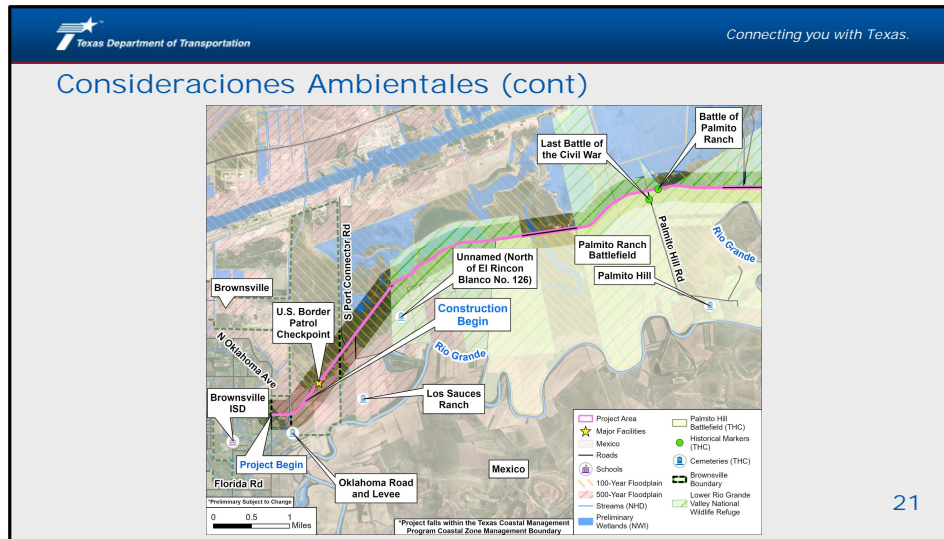 Texas Department of Transportation
Connecting you with Texas.
Consideraciones Ambientales (cont)
Battle of
Palmito
Ranch
Last Battle of
the Civil War
S Port Connector Rd
Palmito Hill Rd
Rio Grande
Unnamed (North
of El Rincon
Blanco No. 126)
Palmito Ranch
Battlefield
Palmito Hill
Brownsville
U.S. Border
Patrol
Checkpoint
Construction
Begin
N Oklahoma Ave
Rio Grande
Brownsville
ISD
Los Sauces
Ranch
Project Begin
Florida Rd
Oklahoma Road
and Levee
Mexico
*Preliminary Subject to Change
0 0.5 1
Miles
*Project falls within the Texas Coastal Management
Program Coastal Zone Management Boundary
Project Area
Major Facilities
Mexico
Roads
Schools
100-Year Floodplain
500-Year Floodplain
Streams (NHD)
Preliminary
Wetlands (NWI)
Palmito Hill
Battlefield (THC)
Historical Markers
(THC)
Cemeteries (THC)
Brownsville
Boundary
Lower Rio Grande
Valley National
Wildlife Refuge
21